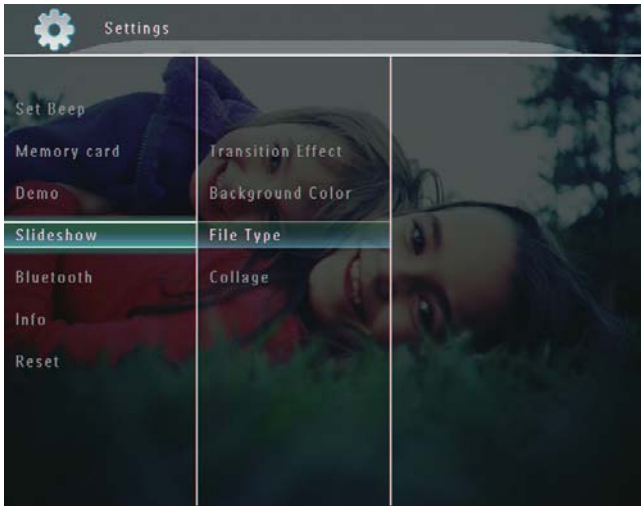 Settings
Set Beep
Memory card
Demo
Slideshow
Bluetooth
Info
Reset
Transition Effect
Background Color
File Type
Collage